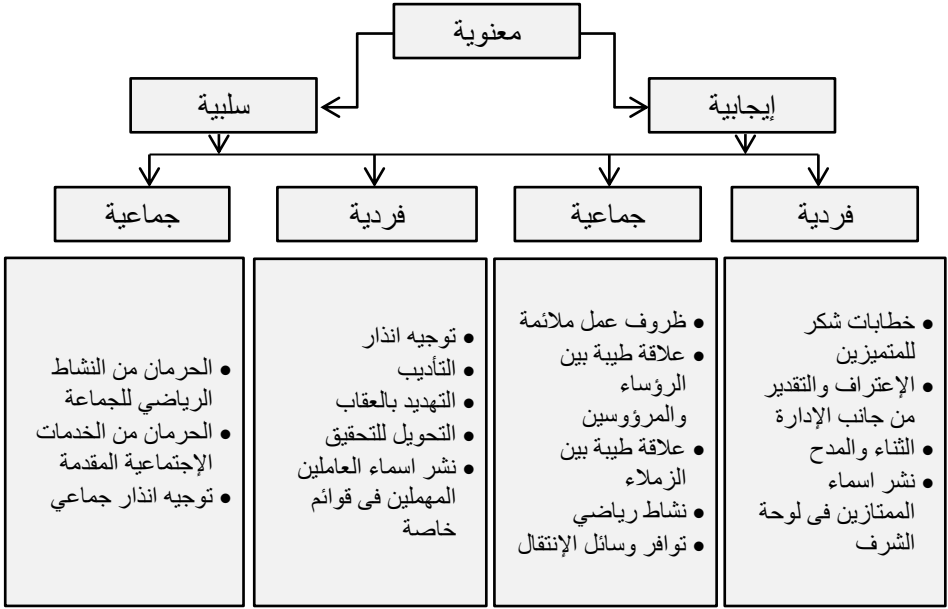 معنوية
إيجابية
سلبية
فردية
جماعية
فردية
جماعية
• خطابات شكر
للمتميزين
• الإعتراف والتقدير
من جانب الإدارة
• الثناء والمدح
• نشر اسماء
الممتازين فى لوحة
الشرف
• ظروف عمل ملائمة
• علاقة طيبة بين
الرؤساء
والمرؤوسين
• علاقة طيبة بين
الزملاء
• نشاط رياضي
• توافر وسائل الإنتقال
• توجيه انذار
• التأديب
• التهديد بالعقاب
• التحويل للتحقيق
• نشر اسماء العاملين
المهملين فى قوائم
خاصة
• الحرمان من النشاط
الرياضي للجماعة
• الحرمان من الخدمات
الإجتماعية المقدمة
• توجيه انذار جماعي